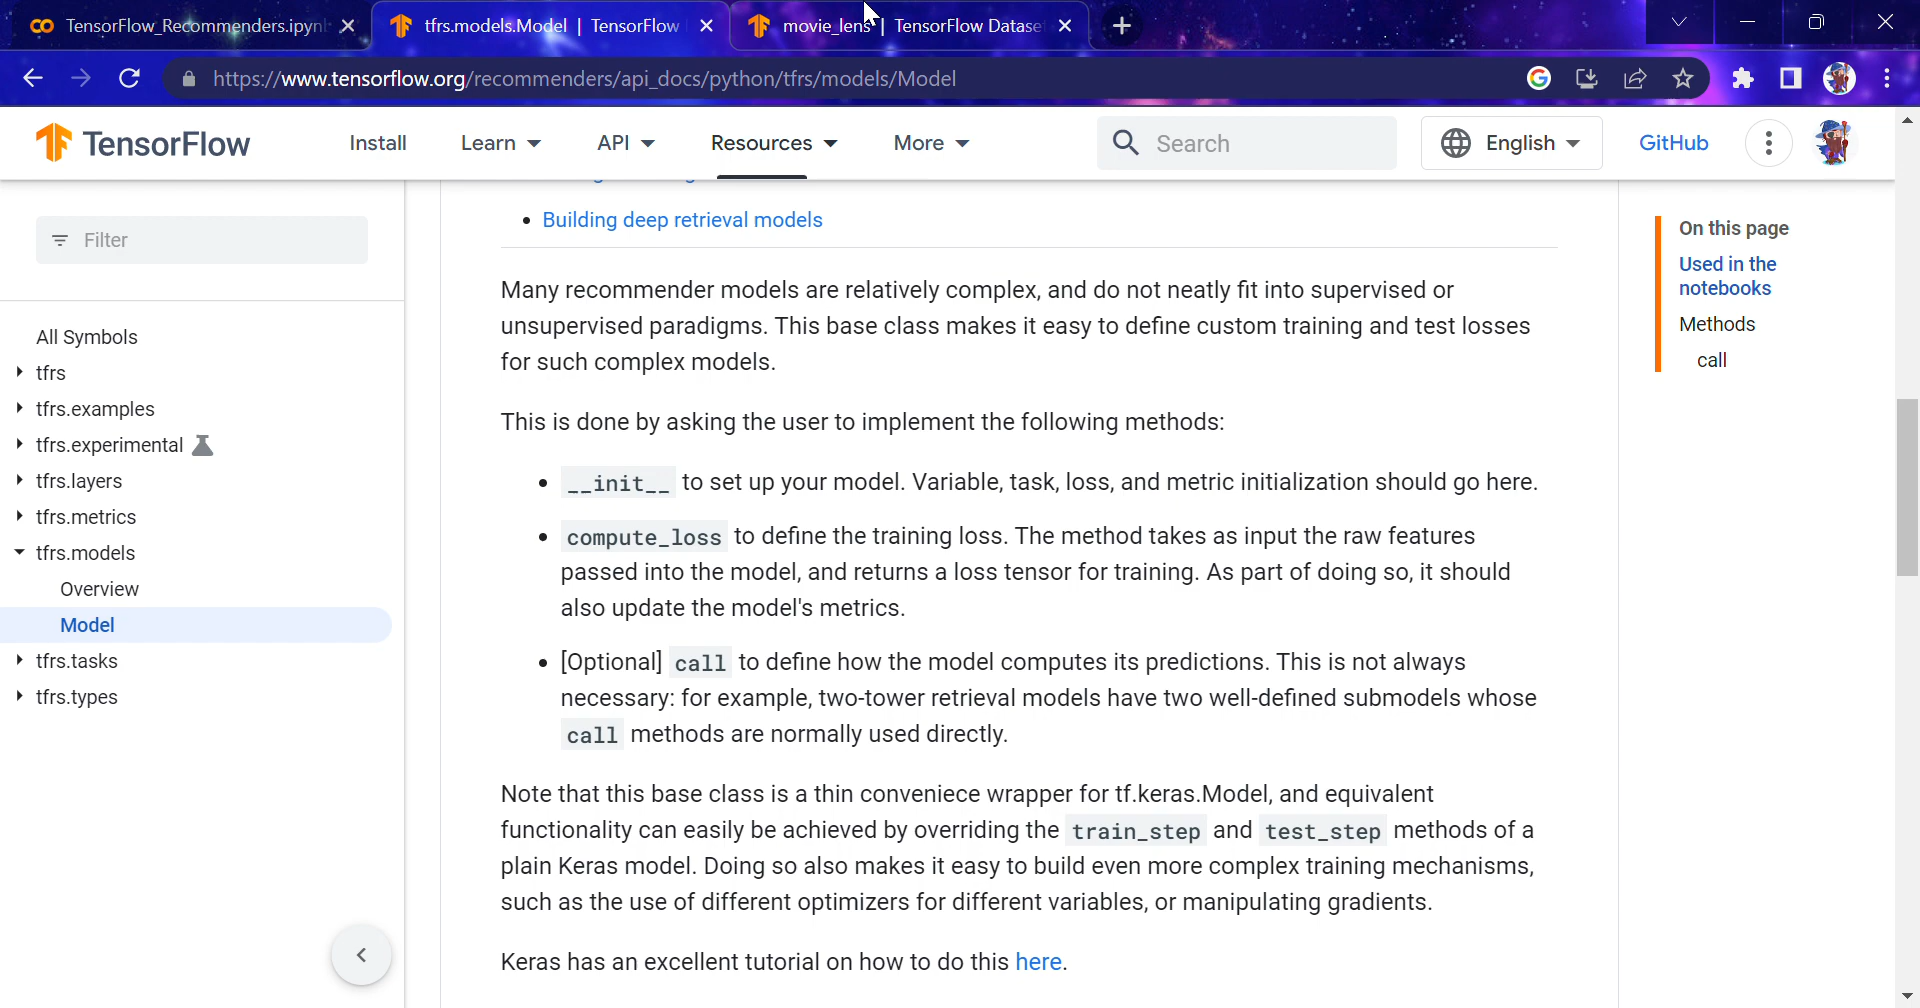 TensorFlow_Recommenders.ipynb
tfrs.models.Model | TensorFlow
movie_lens | TensorFlow Datase
https://www.tensorflow.org/recommenders/api_docs/python/tfrs/models/Model
TensorFlow
Install
Learn
API
Resources
More
Search
English
GitHub
Filter
All Symbols
tfrs
tfrs.examples
tfrs.experimental
tfrs.layers
tfrs.metrics
tfrs.models
Overview
Model
tfrs.tasks
tfrs.types
Building deep retrieval models
Many recommender models are relatively complex, and do not neatly fit into supervised or
unsupervised paradigms. This base class makes it easy to define custom training and test losses
for such complex models.
This is done by asking the user to implement the following methods:
__init__ to set up your model. Variable, task, loss, and metric initialization should go here.
compute_loss to define the training loss. The method takes as input the raw features
passed into the model, and returns a loss tensor for training. As part of doing so, it should
also update the model's metrics.
[Optional] call to define how the model computes its predictions. This is not always
necessary: for example, two-tower retrieval models have two well-defined submodels whose
call methods are normally used directly.
Note that this base class is a thin conveniece wrapper for tf.keras.Model, and equivalent
functionality can easily be achieved by overriding the train_step and test_step methods of a
plain Keras model. Doing so also makes it easy to build even more complex training mechanisms,
such as the use of different optimizers for different variables, or manipulating gradients.
Keras has an excellent tutorial on how to do this here.
On this page
Used in the
notebooks
Methods
call